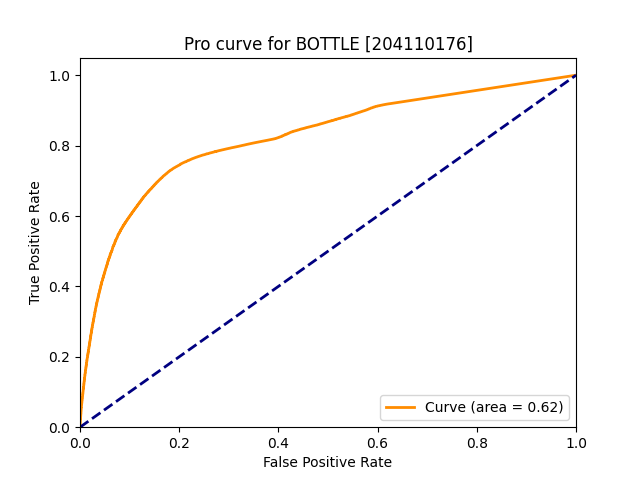 Pro curve for BOTTLE [204110176]
1.0
0.8
0.6
0.4
0.2
0.0
True Positive Rate
Curve (area = 0.62)
0.0 0.2 0.4 0.6 0.8 1.0
False Positive Rate